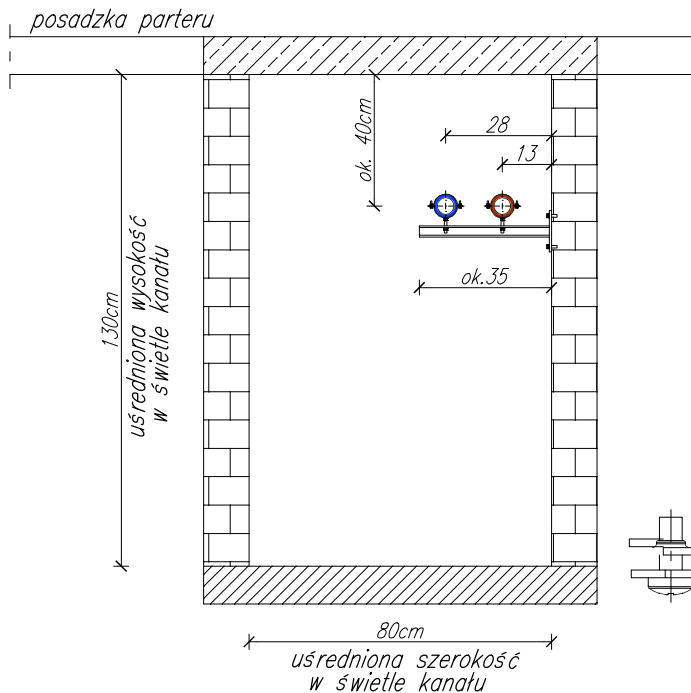 posadzka parteru
ok. 40cm
28
13
ok.35
130cm
uśredniona wysokość
w świetle kanału
80cm
uśredniona szerokość
w świetle kanału